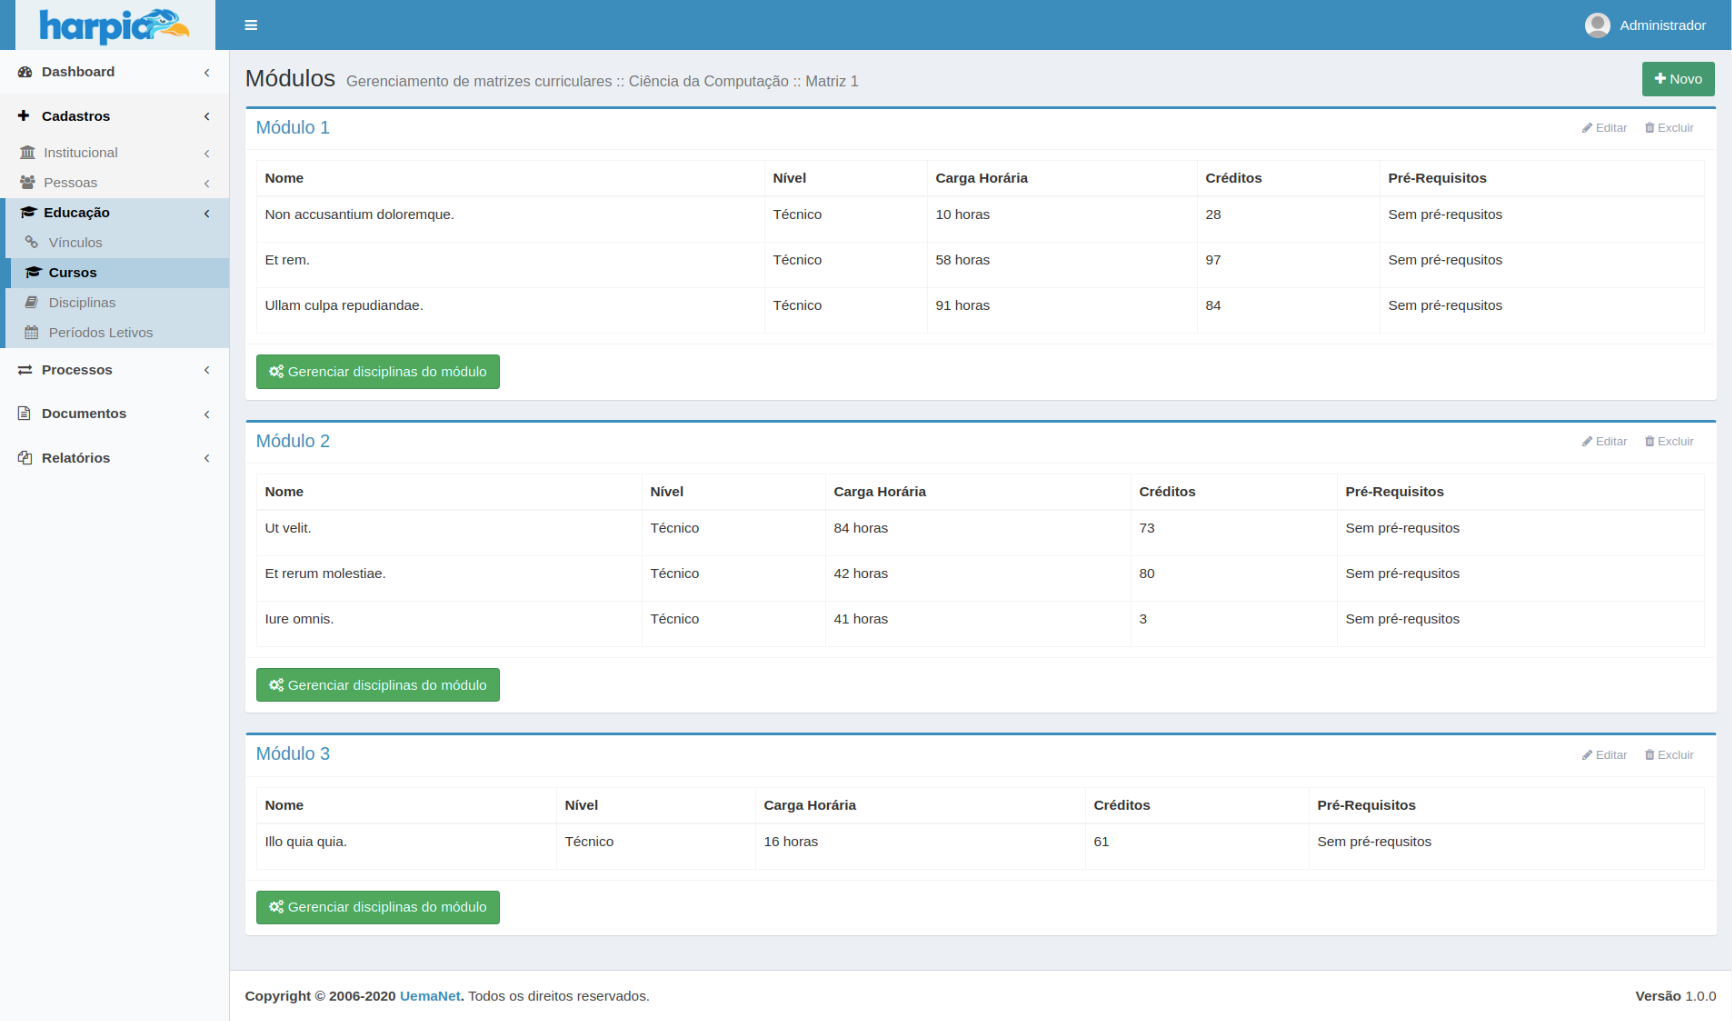 harpia
Administrador
Dashboard
Cadastros
Institucional
Pessoas
Educação
Vínculos
Cursos
Disciplinas
Períodos Letivos
Processos
Documentos
Relatórios
Módulos Gerenciamento de matrizes curriculares :: Ciência da Computação :: Matriz 1
Novo
Módulo 1
Editar Excluir
Nome Nível Carga Horária Créditos Pré-Requisitos
Non accusantium doloremque. Técnico 10 horas 28 Sem pré-requsitos
Et rem. Técnico 58 horas 97 Sem pré-requsitos
Ullam culpa repudiandae. Técnico 91 horas 84 Sem pré-requsitos
Gerenciar disciplinas do módulo
Módulo 2
Editar Excluir
Nome Nível Carga Horária Créditos Pré-Requisitos
Ut velit. Técnico 84 horas 73 Sem pré-requsitos
Et rerum molestiae. Técnico 42 horas 80 Sem pré-requsitos
Iure omnis. Técnico 41 horas 3 Sem pré-requsitos
Gerenciar disciplinas do módulo
Módulo 3
Editar Excluir
Nome Nível Carga Horária Créditos Pré-Requisitos
Illo quia quia. Técnico 16 horas 61 Sem pré-requsitos
Gerenciar disciplinas do módulo
Copyright © 2006-2020 UemaNet. Todos os direitos reservados.
Versão 1.0.0